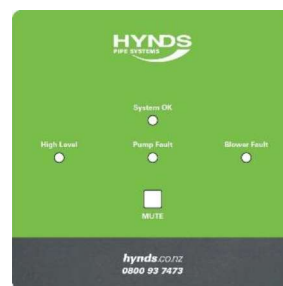 HYNDS
PIPE SYSTEMS
System OK
High Level Pump Fault Blower Fault
MUTE
hynds.co.nz
0800 93 7473